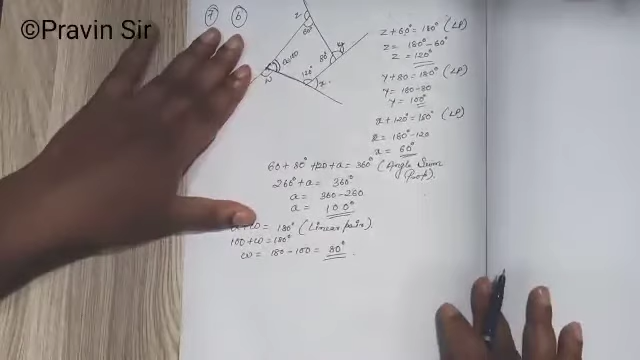 ©Pravin Sir
7 6
z
60°
80° y
w a=100
120° x
z+60°=180° (LP)
z= 180°-60°
z = 120°
y+80=180° (LP)
y= 180-80
y= 100°
x+120°=180° (LP)
x= 180-120
x= 60°
60+80°+120+a=360° (Angle Sum
Prop).
260°+a= 360°
a= 360-260
a= 100°
= 180° (Linear pair).
100+w=180°
w= 180-100= 80°.